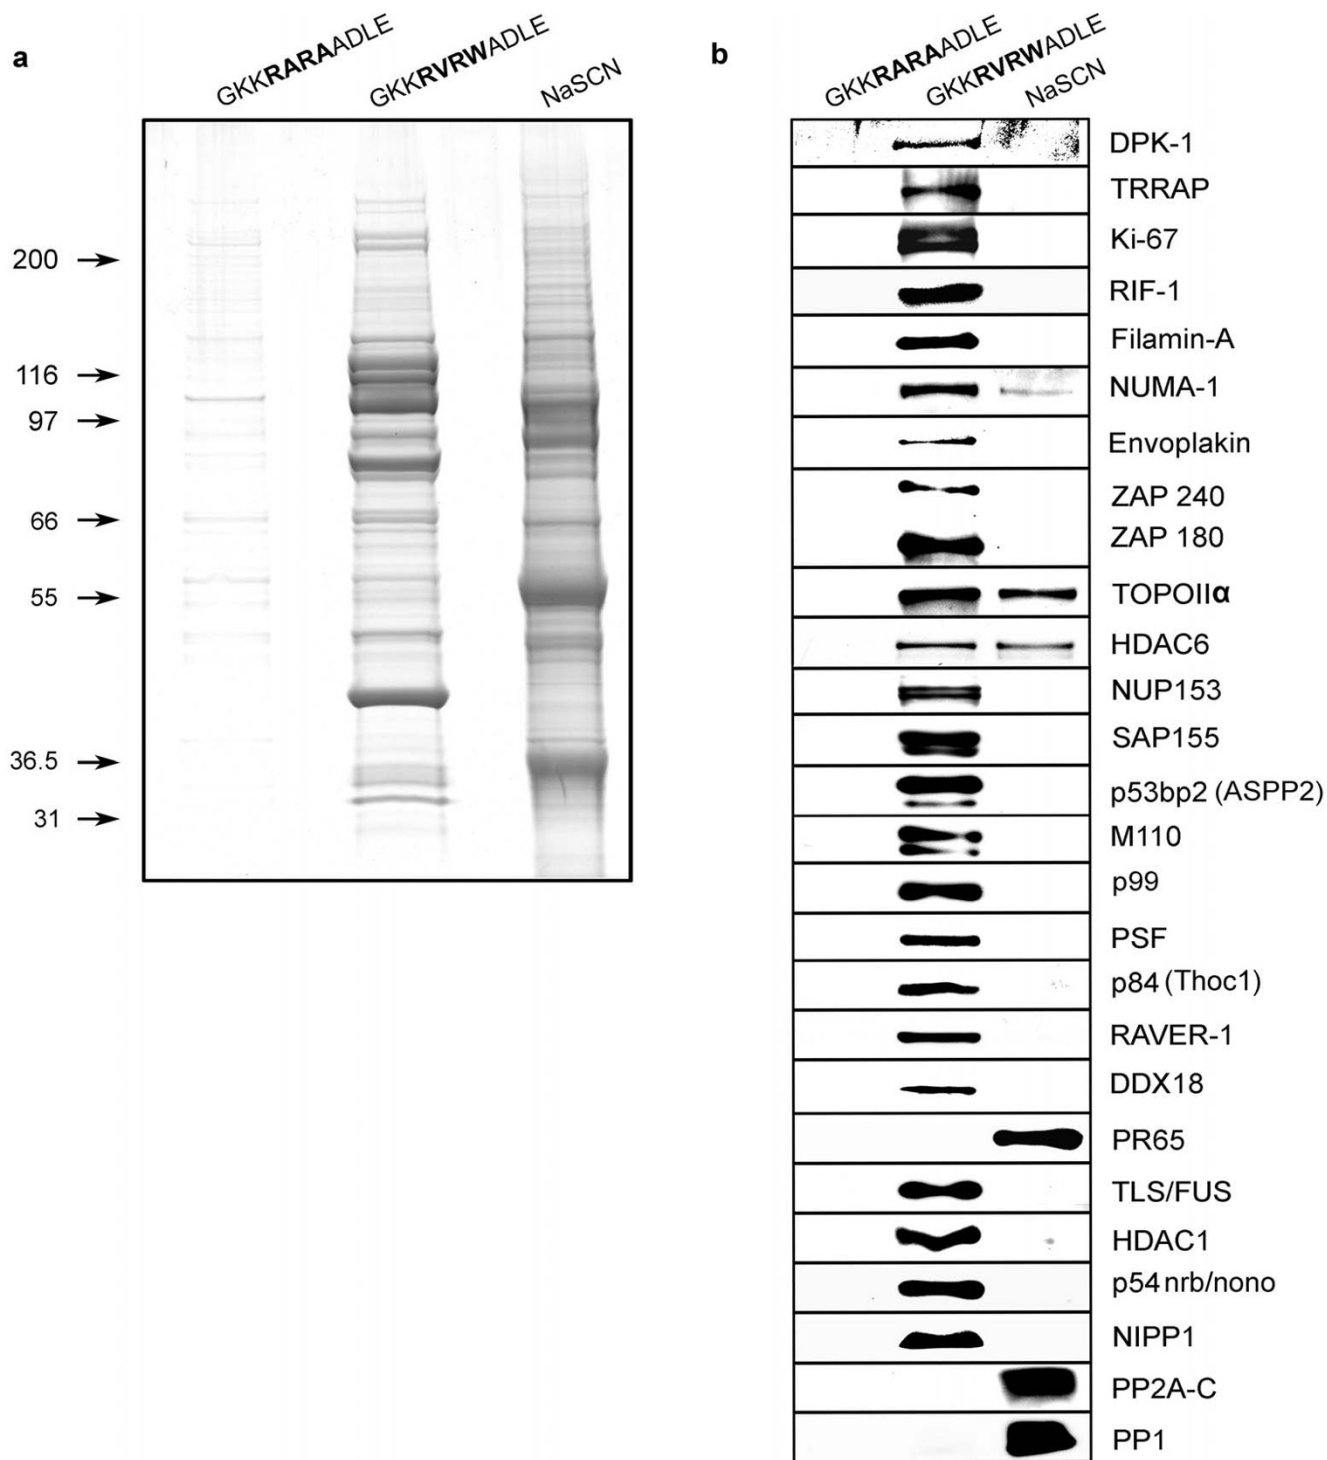 a
GKKRARAADLE
GKKRVRWADLE
NaSCN
200
116
97
66
55
36.5
31
b
GKKRARAADLE
GKKRVRWADLE
NaSCN
DPK-1
TRRAP
Ki-67
RIF-1
Filamin-A
NUMA-1
Envoplakin
ZAP 240
ZAP 180
TOPOIIα
HDAC6
NUP153
SAP155
p53bp2 (ASPP2)
M110
p99
PSF
p84 (Thoc1)
RAVER-1
DDX18
PR65
TLS/FUS
HDAC1
p54 nrb/nono
NIPP1
PP2A-C
PP1